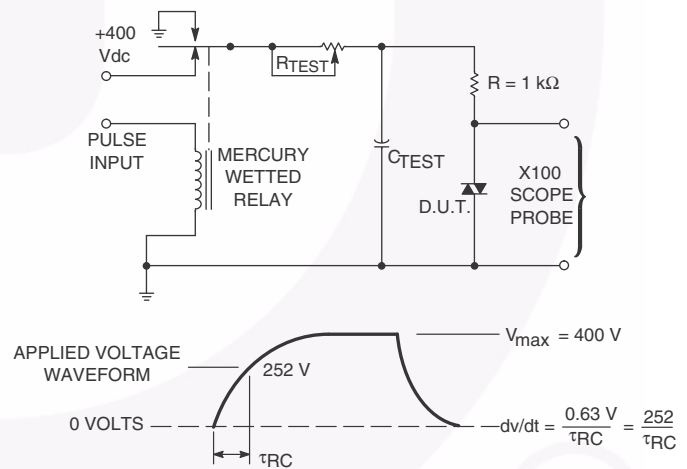 +400
Vdc
RTEST
R = 1 kΩ
PULSE
INPUT
MERCURY
WETTED
RELAY
CTEST
D.U.T.
X100
SCOPE
PROBE
APPLIED VOLTAGE
WAVEFORM
Vmax = 400 V
252 V
0 VOLTS
dv/dt = 0.63 V / τRC = 252 / τRC
τRC